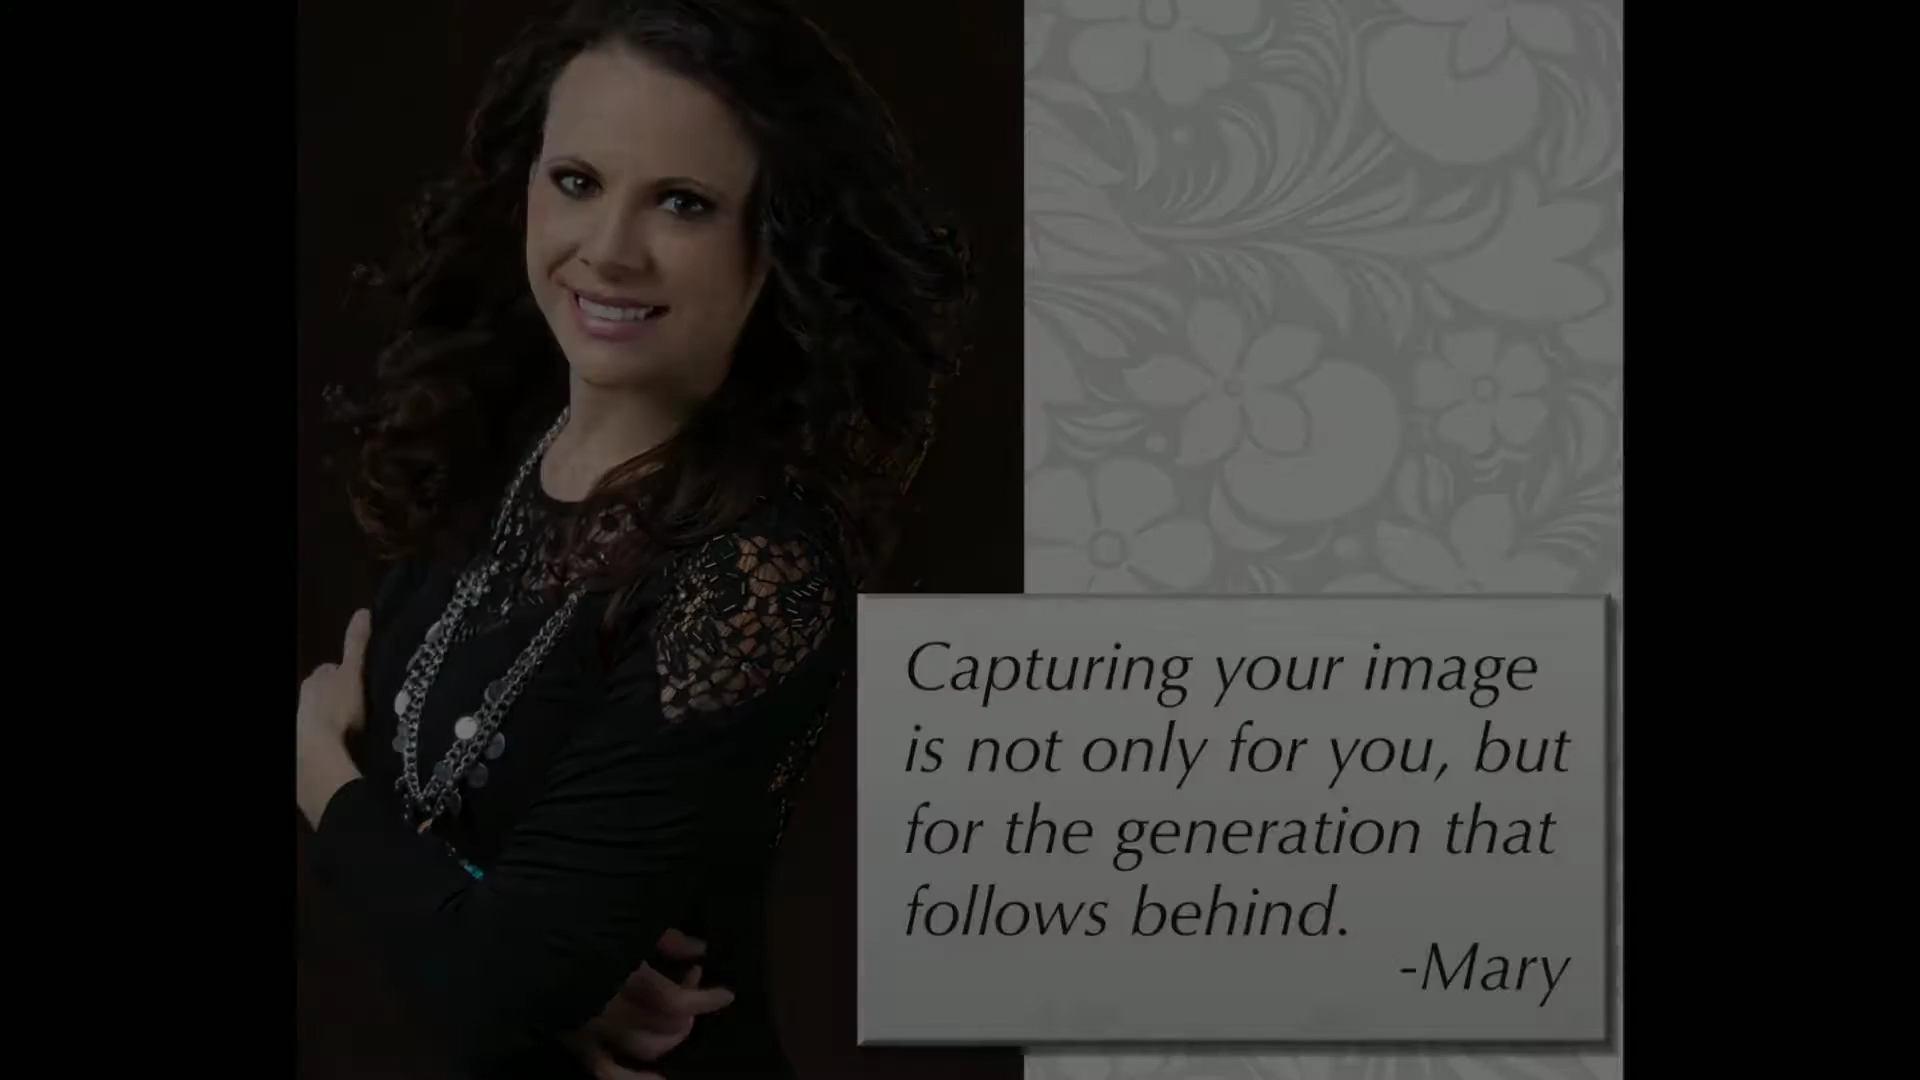 Capturing your image
is not only for you, but
for the generation that
follows behind.
-Mary